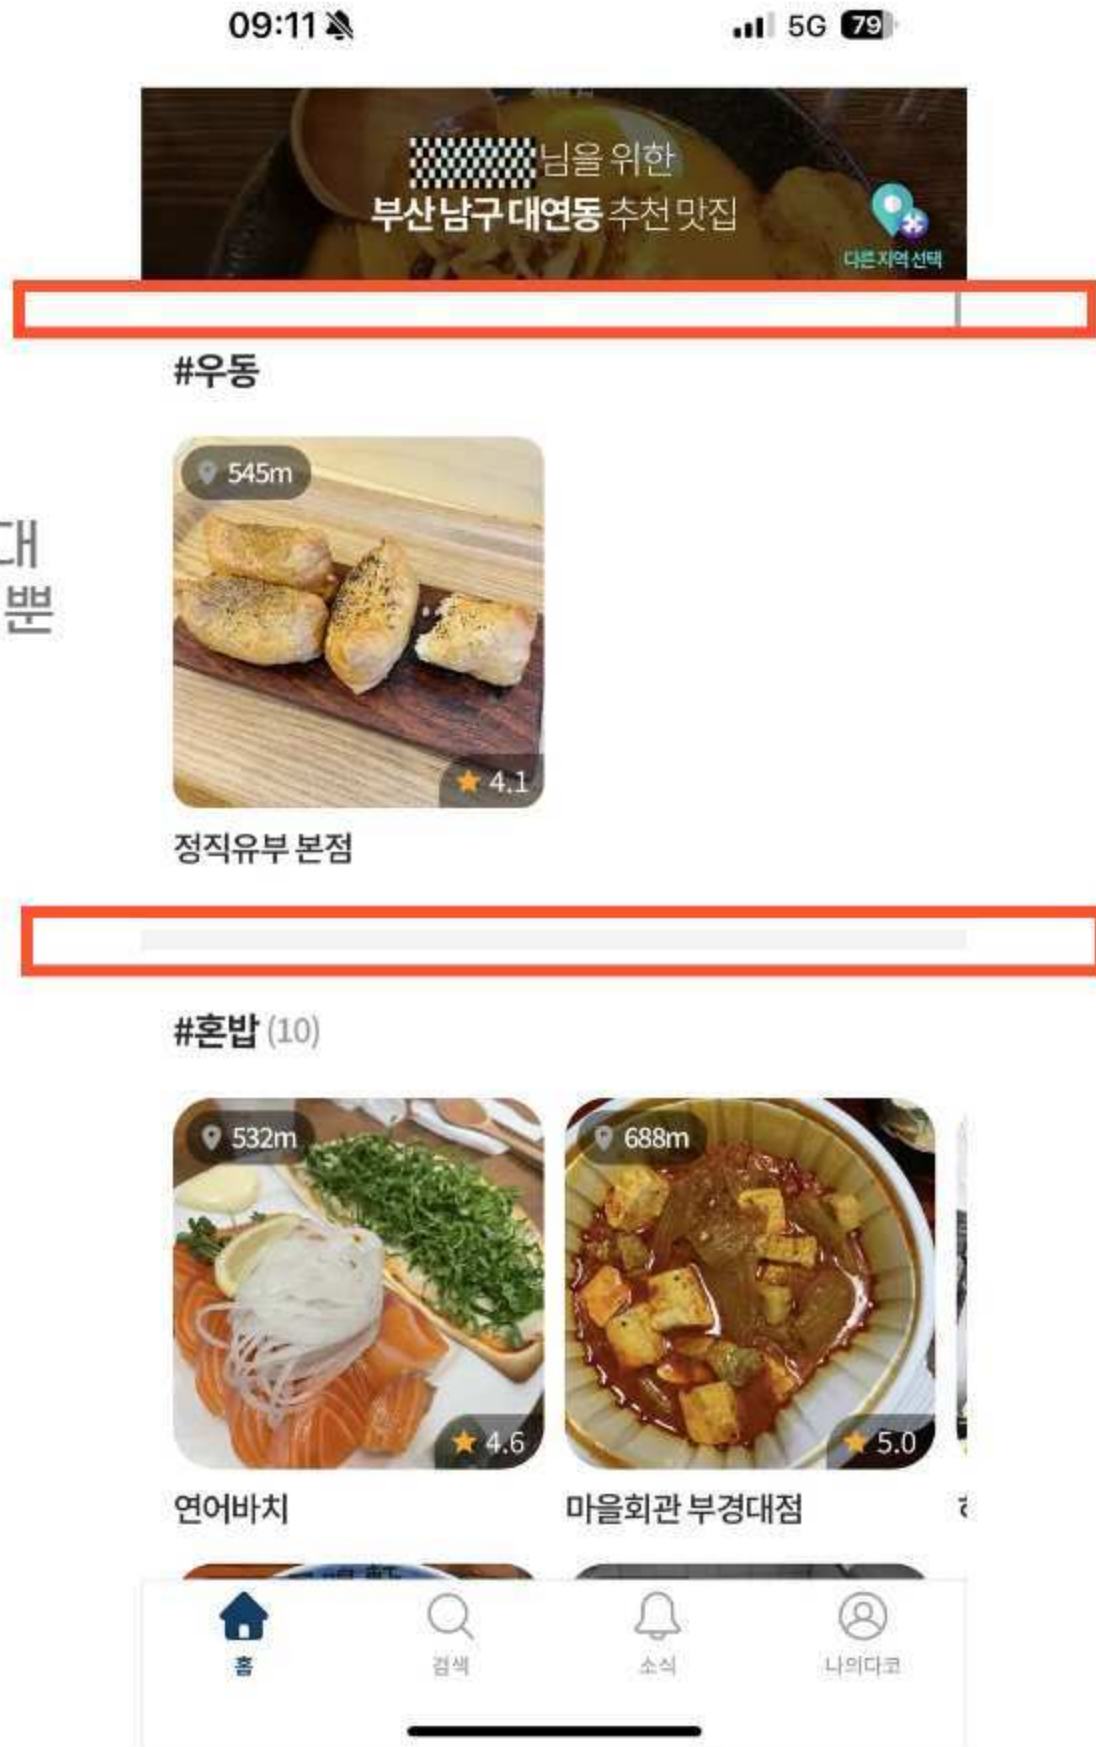 09:11 5G 79
님을 위한
부산 남구 대연동 추천 맛집
다른 지역 선택
#우동
545m
대
뿐
4.1
정직유부 본점
#혼밥 (10)
532m 688m
4.6 5.0
연어바치 마을회관 부경대점
홈 검색 소식 나의다코